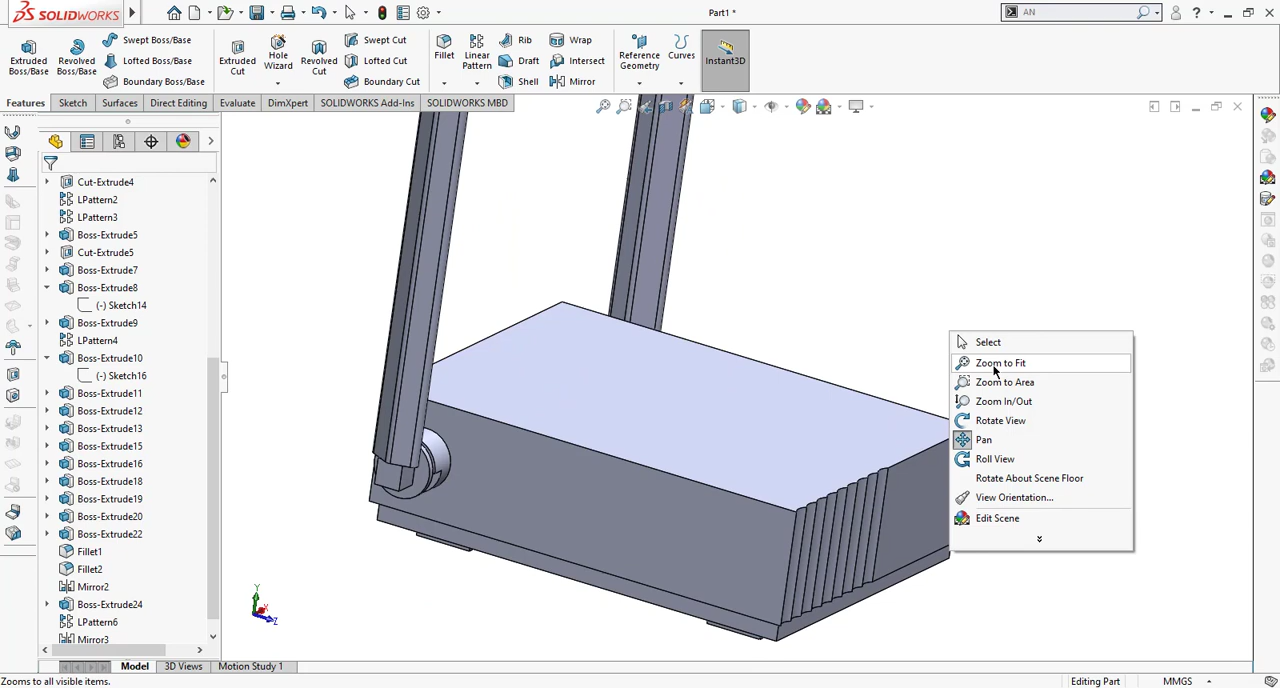 SOLIDWORKS
Part1 *
AN
Extruded Boss/Base
Revolved Boss/Base
Swept Boss/Base
Lofted Boss/Base
Boundary Boss/Base
Extruded Cut
Hole Wizard
Revolved Cut
Swept Cut
Lofted Cut
Boundary Cut
Fillet
Linear Pattern
Rib
Draft
Shell
Wrap
Intersect
Mirror
Reference Geometry
Curves
Instant3D
Features
Sketch
Surfaces
Direct Editing
Evaluate
DimXpert
SOLIDWORKS Add-Ins
SOLIDWORKS MBD
Cut-Extrude4
LPattern2
LPattern3
Boss-Extrude5
Cut-Extrude5
Boss-Extrude7
Boss-Extrude8
(-) Sketch14
Boss-Extrude9
LPattern4
Boss-Extrude10
(-) Sketch16
Boss-Extrude11
Boss-Extrude12
Boss-Extrude13
Boss-Extrude15
Boss-Extrude16
Boss-Extrude18
Boss-Extrude19
Boss-Extrude20
Boss-Extrude22
Fillet1
Fillet2
Mirror2
Boss-Extrude24
LPattern6
Mirror3
Select
Zoom to Fit
Zoom to Area
Zoom In/Out
Rotate View
Pan
Roll View
Rotate About Scene Floor
View Orientation...
Edit Scene
Y
X
Z
Model
3D Views
Motion Study 1
Zooms to all visible items.
Editing Part
MMGS